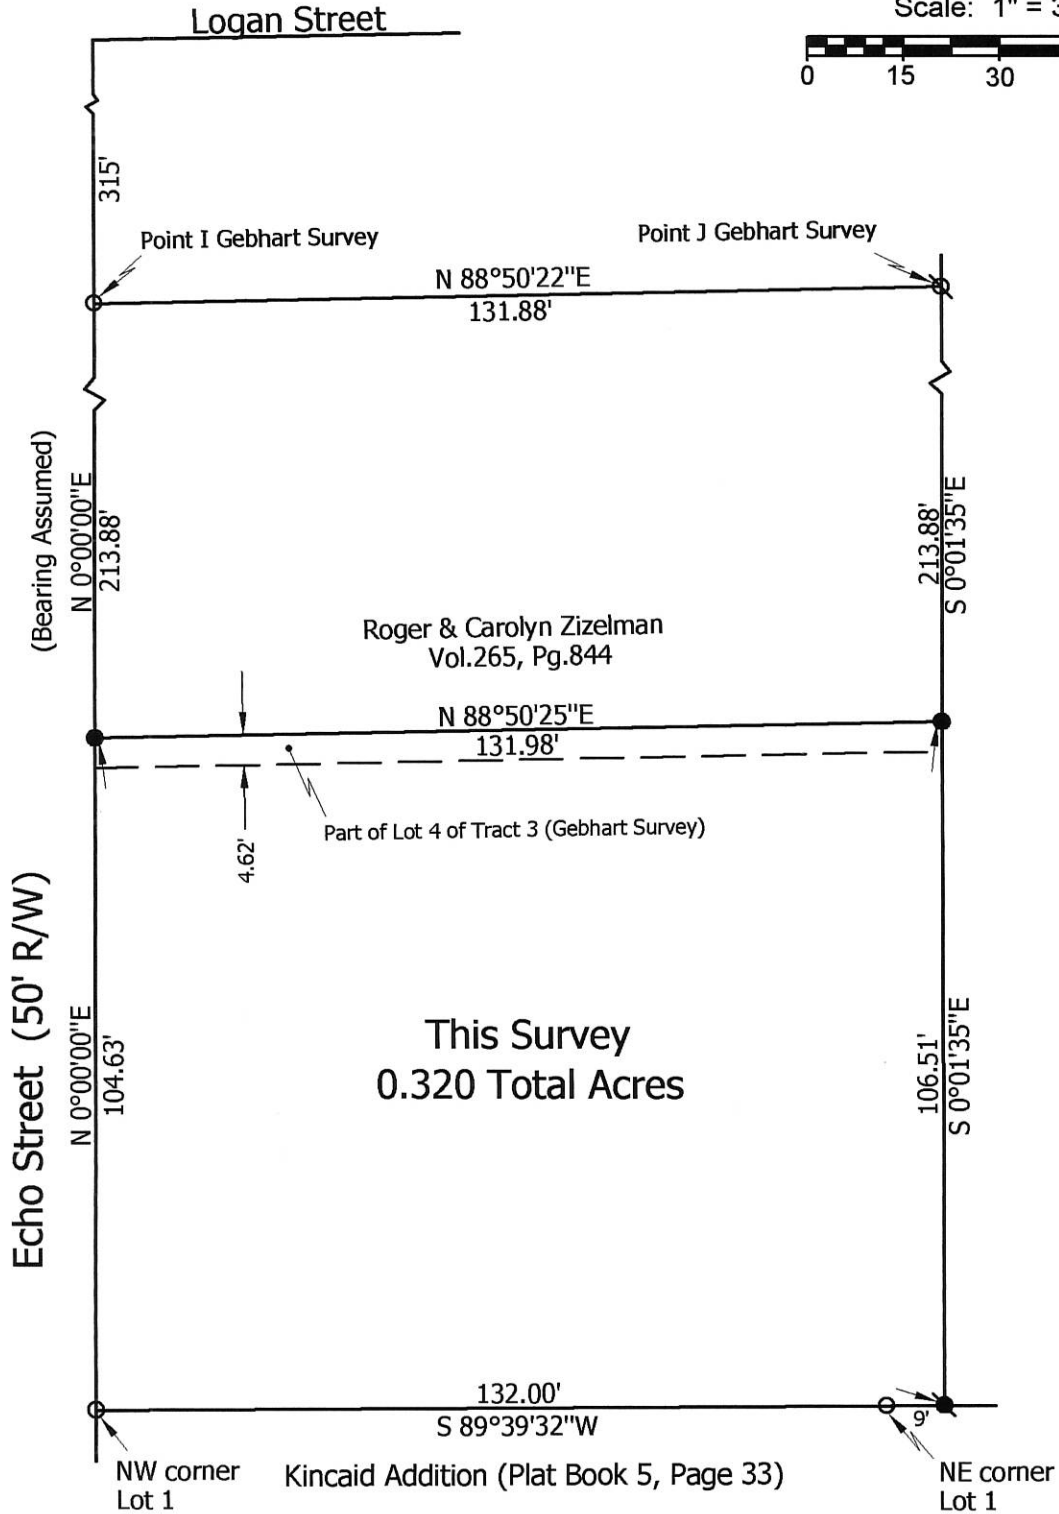 Logan Street
Scale: 1" = 3
0 15 30
315'
Point I Gebhart Survey
Point J Gebhart Survey
N 88°50'22"E
131.88'
(Bearing Assumed)
N 0°00'00"E
213.88'
213.88'
S 0°01'35"E
Roger & Carolyn Zizelman
Vol.265, Pg.844
N 88°50'25"E
131.98'
Part of Lot 4 of Tract 3 (Gebhart Survey)
4.62'
Echo Street (50' R/W)
N 0°00'00"E
104.63'
This Survey
0.320 Total Acres
106.51'
S 0°01'35"E
132.00'
S 89°39'32"W
9'
NW corner
Lot 1
Kincaid Addition (Plat Book 5, Page 33)
NE corner
Lot 1